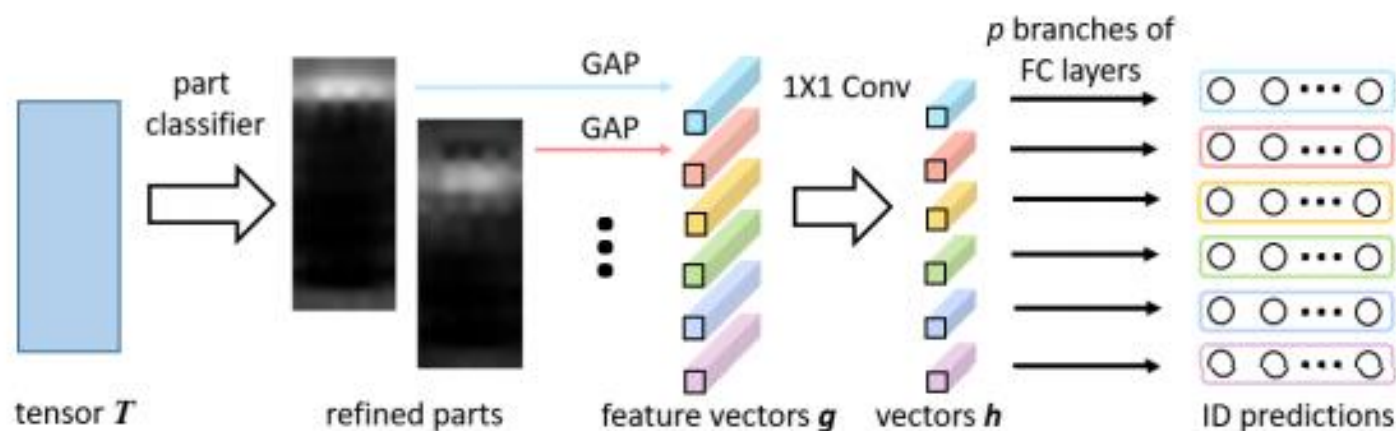 part
classifier
GAP
GAP
1X1 Conv
p branches of
FC layers
tensor T
refined parts
feature vectors g
vectors h
ID predictions